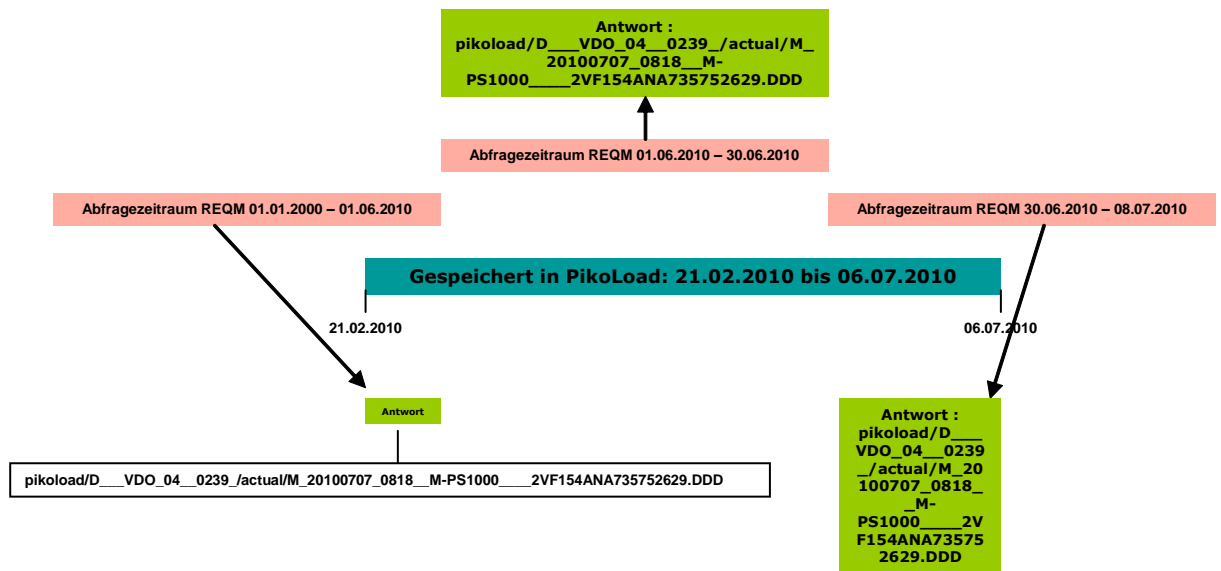 Antwort :
pikoload/D___VDO_04__0239_/actual/M_
20100707_0818__M-
PS1000____2VF154ANA735752629.DDD
Abfragezeitraum REQM 01.06.2010 – 30.06.2010
Abfragezeitraum REQM 01.01.2000 – 01.06.2010
Abfragezeitraum REQM 30.06.2010 – 08.07.2010
Gespeichert in PikoLoad: 21.02.2010 bis 06.07.2010
21.02.2010
06.07.2010
Antwort
pikoload/D___VDO_04__0239_/actual/M_20100707_0818__M-PS1000____2VF154ANA735752629.DDD
Antwort :
pikoload/D___
VDO_04__0239
_/actual/M_20
100707_0818_
_M-
PS1000____2V
F154ANA73575
2629.DDD